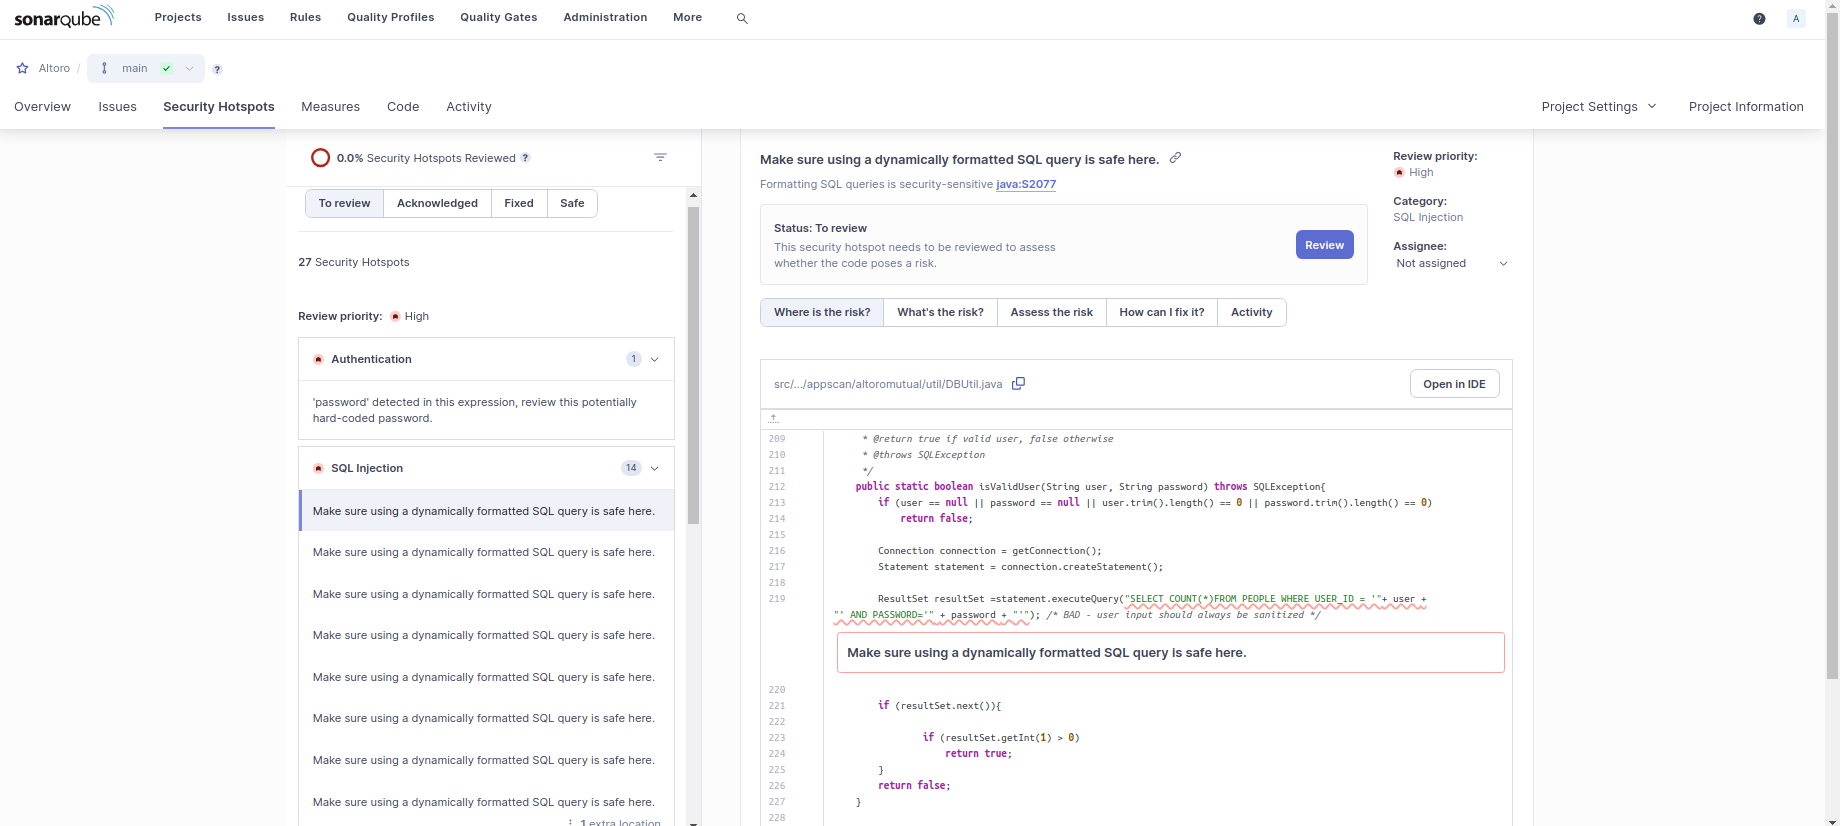 sonarqube
Projects
Issues
Rules
Quality Profiles
Quality Gates
Administration
More
?
A
Altoro /
main
?
Overview
Issues
Security Hotspots
Measures
Code
Activity
Project Settings
Project Information
0.0% Security Hotspots Reviewed ?
To review
Acknowledged
Fixed
Safe
27 Security Hotspots
Review priority: High
Authentication 1
'password' detected in this expression, review this potentially
hard-coded password.
SQL Injection 14
Make sure using a dynamically formatted SQL query is safe here.
Make sure using a dynamically formatted SQL query is safe here.
Make sure using a dynamically formatted SQL query is safe here.
Make sure using a dynamically formatted SQL query is safe here.
Make sure using a dynamically formatted SQL query is safe here.
Make sure using a dynamically formatted SQL query is safe here.
Make sure using a dynamically formatted SQL query is safe here.
Make sure using a dynamically formatted SQL query is safe here.
1 extra location
Make sure using a dynamically formatted SQL query is safe here.
Formatting SQL queries is security-sensitive java:S2077
Status: To review
This security hotspot needs to be reviewed to assess
whether the code poses a risk.
Review
Review priority:
High
Category:
SQL Injection
Assignee:
Not assigned
Where is the risk?
What's the risk?
Assess the risk
How can I fix it?
Activity
src/.../appscan/altoromutual/util/DBUtil.java
Open in IDE
209 * @return true if valid user, false otherwise
210 * @throws SQLException
211 */
212 public static boolean isValidUser(String user, String password) throws SQLException{
213 if (user == null || password == null || user.trim().length() == 0 || password.trim().length() == 0)
214 return false;
215
216 Connection connection = getConnection();
217 Statement statement = connection.createStatement();
218
219 ResultSet resultSet =statement.executeQuery("SELECT COUNT(*)FROM PEOPLE WHERE USER_ID = '"+ user +
"' AND PASSWORD='" + password + "'"); /* BAD - user input should always be sanitized */
Make sure using a dynamically formatted SQL query is safe here.
220
221 if (resultSet.next()){
222
223 if (resultSet.getInt(1) > 0)
224 return true;
225 }
226 return false;
227 }
228